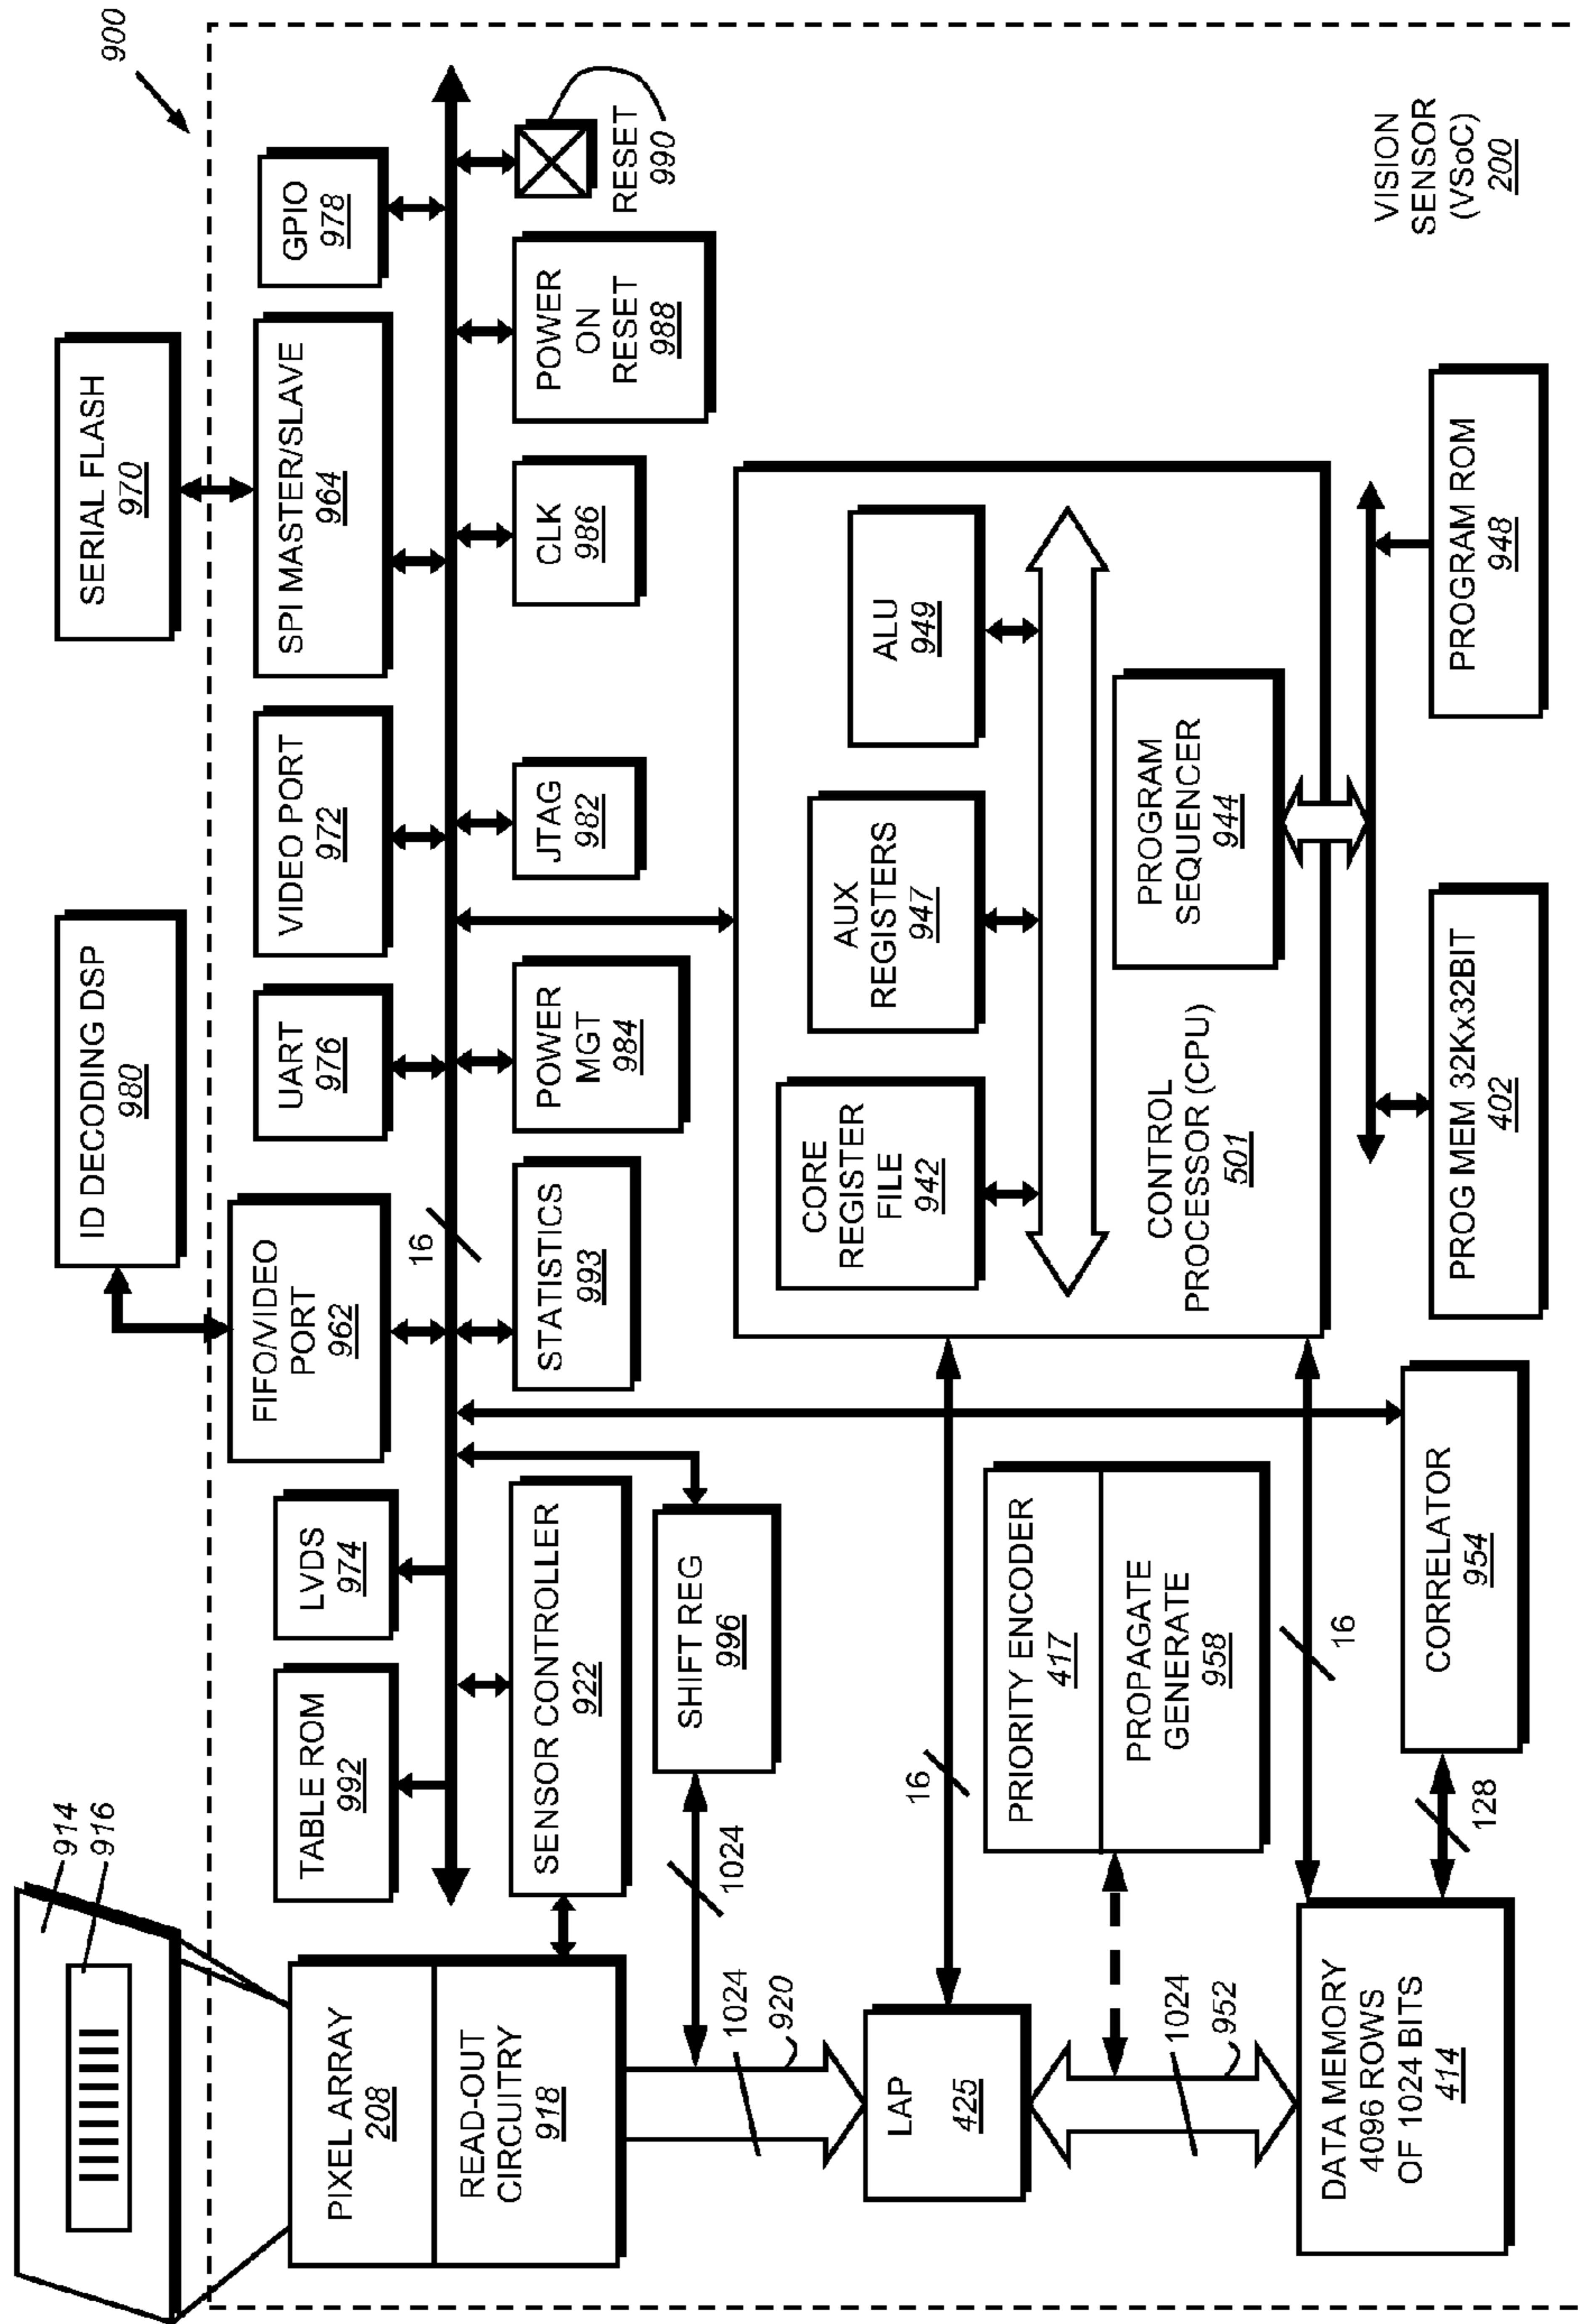 900
914
916
SERIAL FLASH
970
ID DECODING DSP
980
PIXEL ARRAY
208
READ-OUT
CIRCUITRY
918
TABLE ROM
992
LVDS
974
FIFO/VIDEO
PORT
962
UART
976
VIDEO PORT
972
SPI MASTER/SLAVE
964
GPIO
978
16
SENSOR CONTROLLER
922
STATISTICS
993
POWER
MGT
984
JTAG
982
CLK
986
POWER
ON
RESET
988
RESET
990
SHIFT REG
996
1024
1024
920
LAP
425
16
PRIORITY ENCODER
417
PROPAGATE
GENERATE
958
1024
952
16
DATA MEMORY
4096 ROWS
OF 1024 BITS
414
128
CORRELATOR
954
CORE
REGISTER
FILE
942
AUX
REGISTERS
947
ALU
949
CONTROL
PROCESSOR (CPU)
501
PROGRAM
SEQUENCER
944
PROG MEM 32Kx32BIT
402
PROGRAM ROM
948
VISION
SENSOR
(VSoC)
200